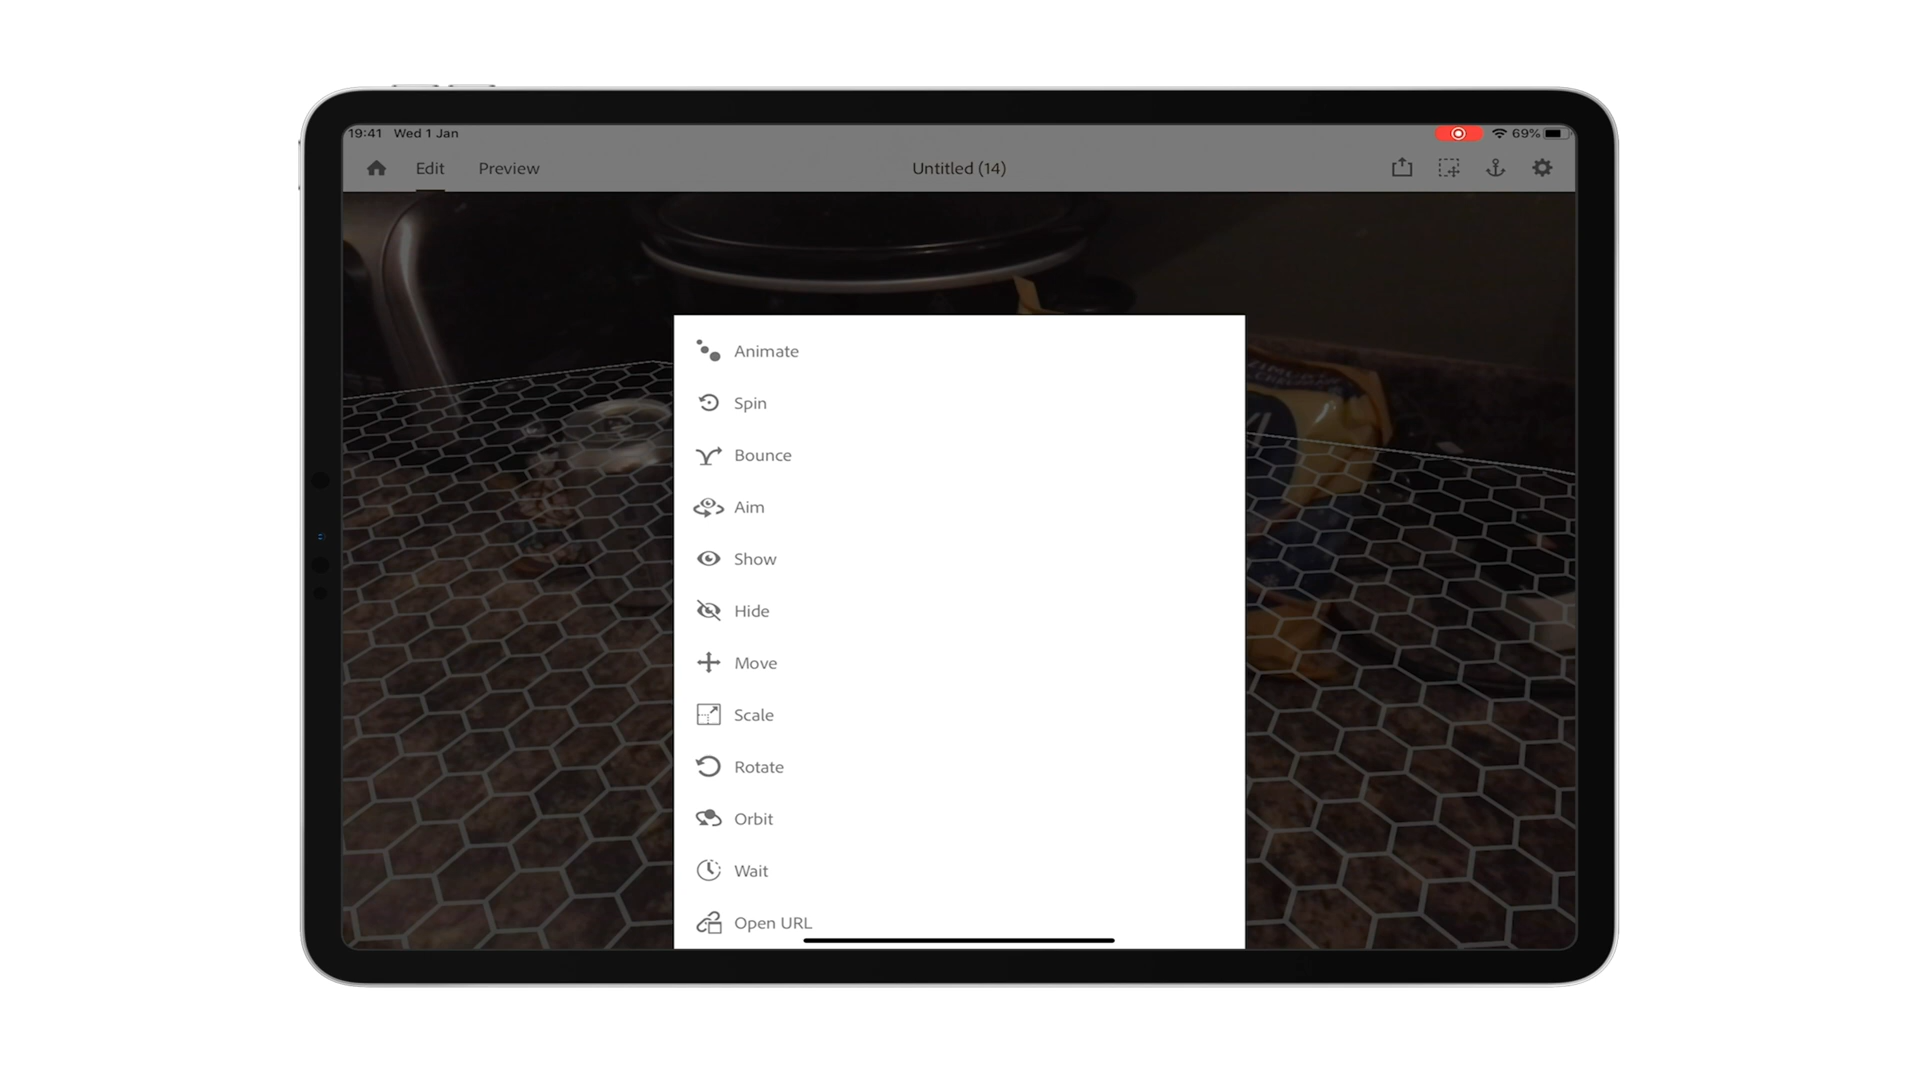 19:41 Wed 1 Jan 69%
Edit Preview Untitled (14)
Animate
Spin
Bounce
Aim
Show
Hide
Move
Scale
Rotate
Orbit
Wait
Open URL